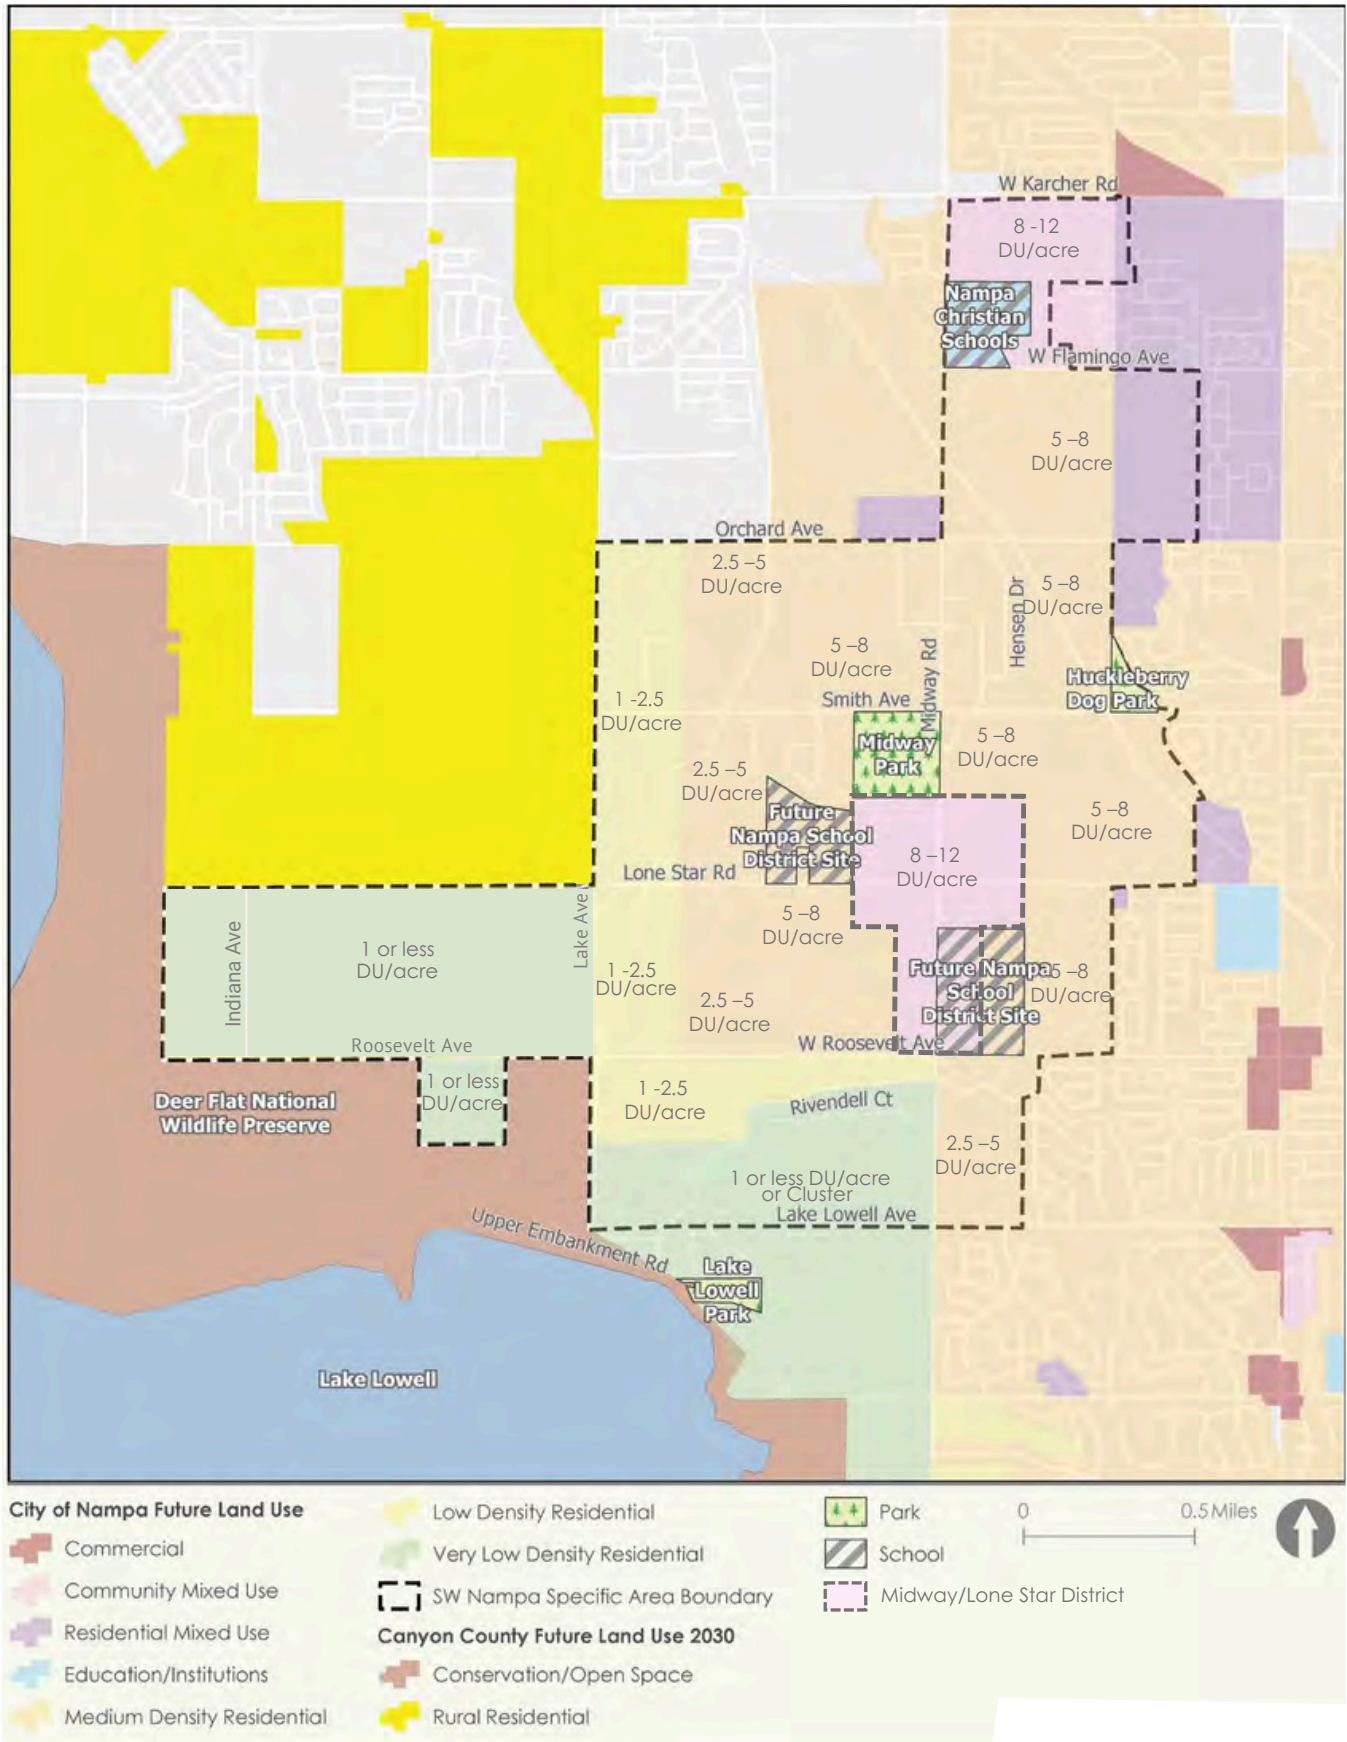 W Karcher Rd
8 -12
DU/acre
Nampa
Christian
Schools
W Flamingo Ave
5 –8
DU/acre
Orchard Ave
2.5 –5
DU/acre
Hensen Dr
5 –8
DU/acre
5 –8
DU/acre
Midway Rd
Huckleberry
Dog Park
1 -2.5
DU/acre
Smith Ave
Midway
Park
5 –8
DU/acre
2.5 –5
DU/acre
Future
Nampa School
District Site
5 –8
DU/acre
Lone Star Rd
8 –12
DU/acre
Lake Ave
Indiana Ave
1 or less
DU/acre
5 –8
DU/acre
1 -2.5
DU/acre
2.5 –5
DU/acre
Future Nampa
School
District Site
5 –8
DU/acre
Roosevelt Ave
W Roosevelt Ave
1 or less
DU/acre
Deer Flat National
Wildlife Preserve
1 -2.5
DU/acre
Rivendell Ct
2.5 –5
DU/acre
1 or less DU/acre
or Cluster
Lake Lowell Ave
Upper Embankment Rd
Lake
Lowell
Park
Lake Lowell
City of Nampa Future Land Use
Commercial
Community Mixed Use
Residential Mixed Use
Education/Institutions
Medium Density Residential
Low Density Residential
Very Low Density Residential
SW Nampa Specific Area Boundary
Canyon County Future Land Use 2030
Conservation/Open Space
Rural Residential
Park
School
Midway/Lone Star District
0 0.5 Miles